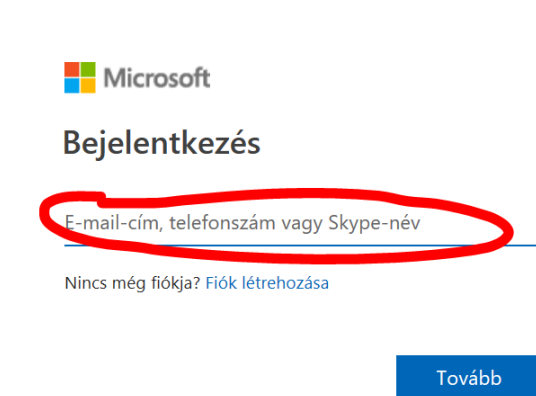 Microsoft
Bejelentkezés
E-mail-cím, telefonszám vagy Skype-név
Nincs még fiókja? Fiók létrehozása
Tovább